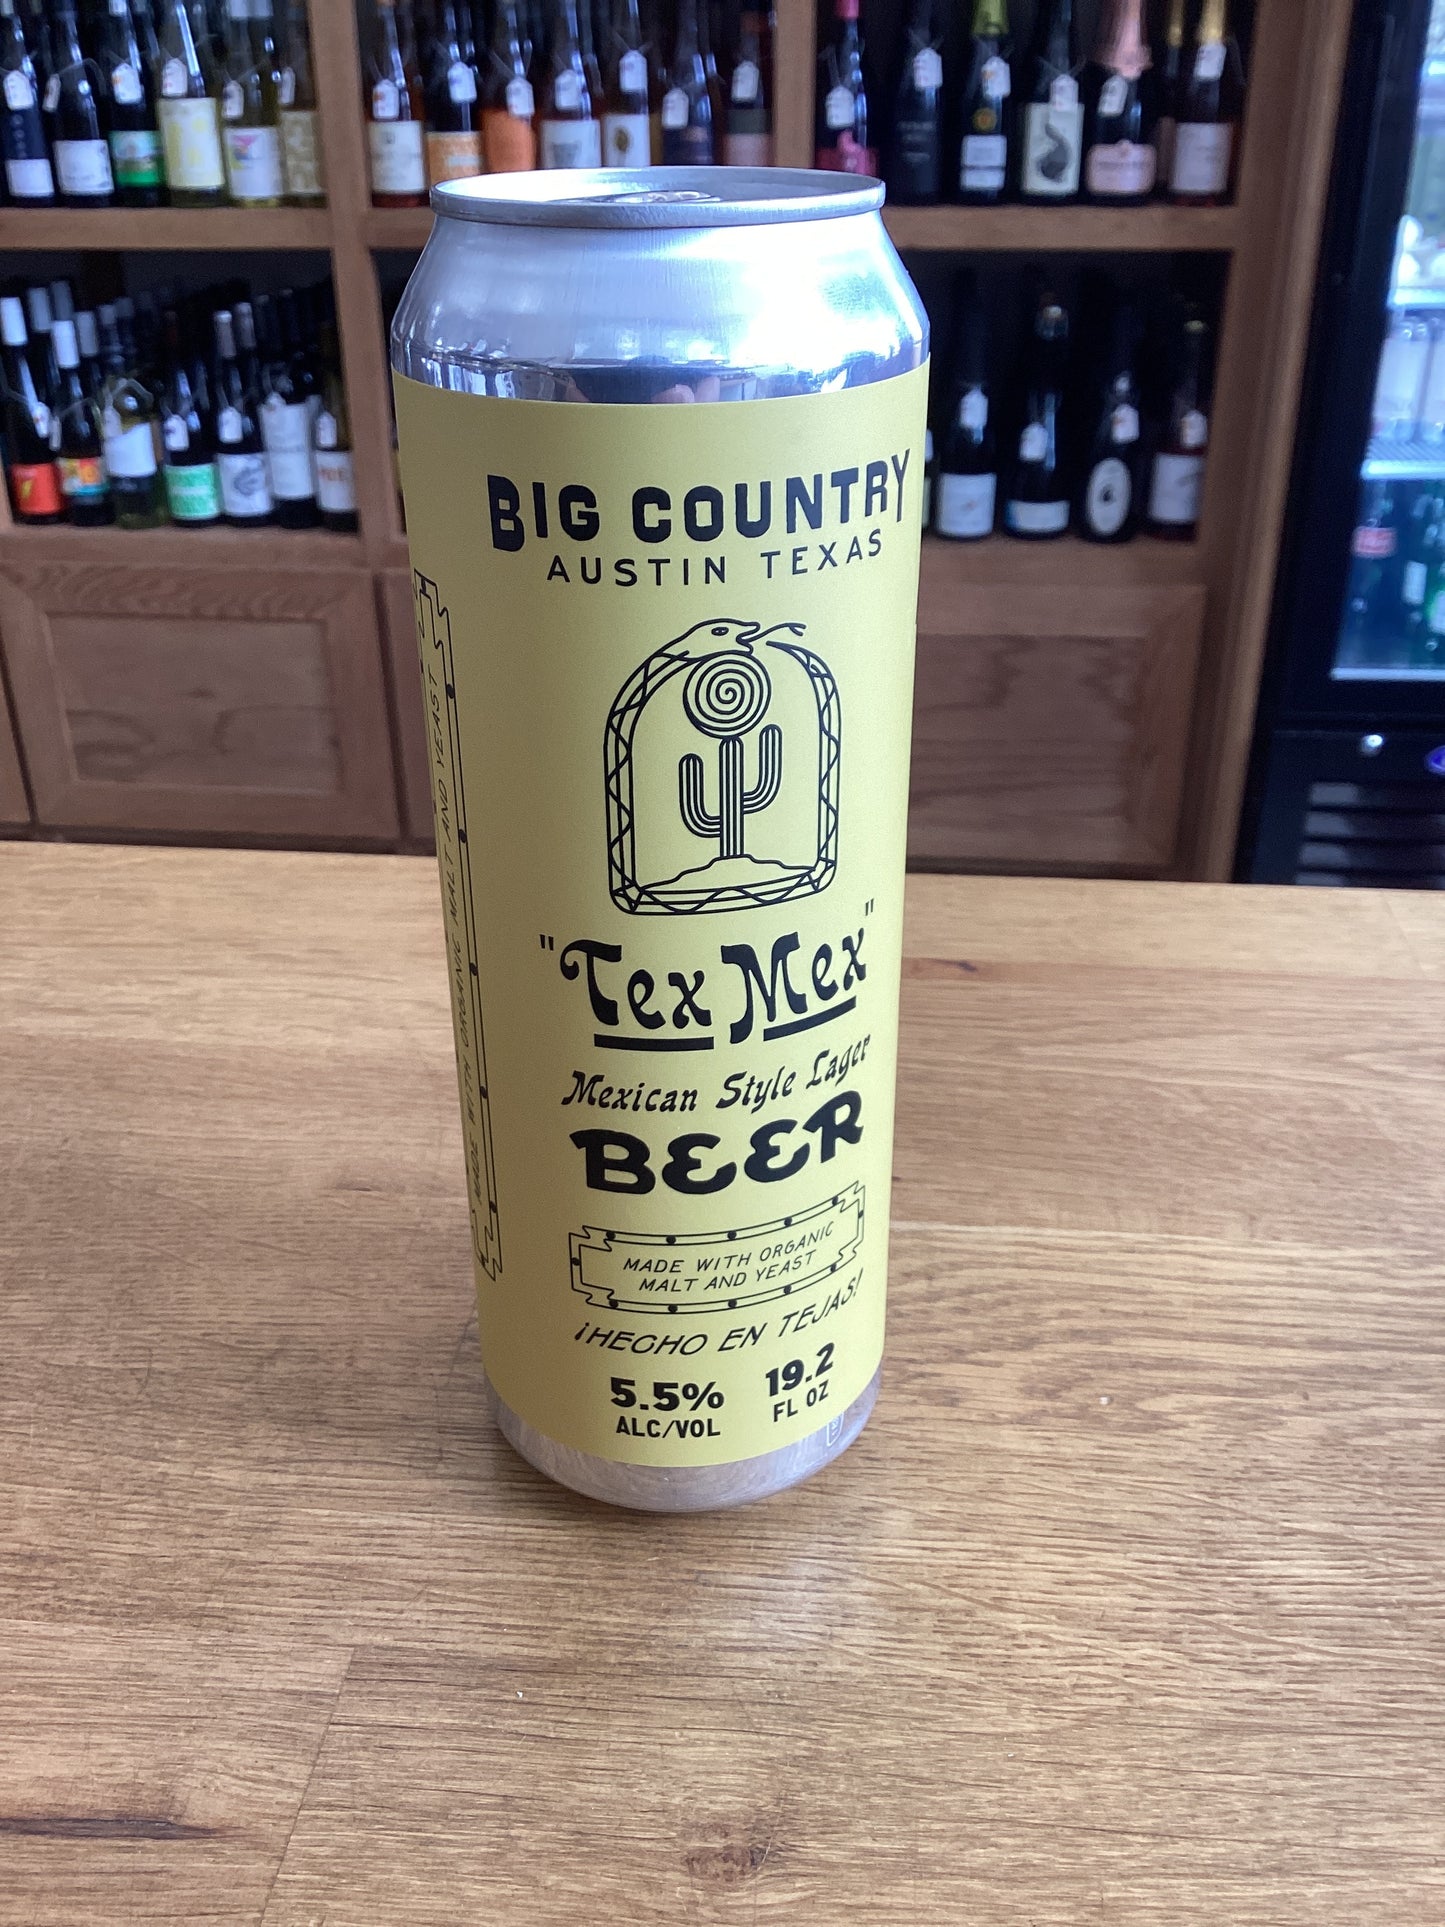 BIG COUNTRY
AUSTIN TEXAS
"Tex Mex"
Mexican Style Lager
BEER
MADE WITH ORGANIC
MALT AND YEAST
¡HECHO EN TEJAS!
5.5%
ALC/VOL
19.2
FL OZ
MADE WITH ORGANIC MALT AND YEAST